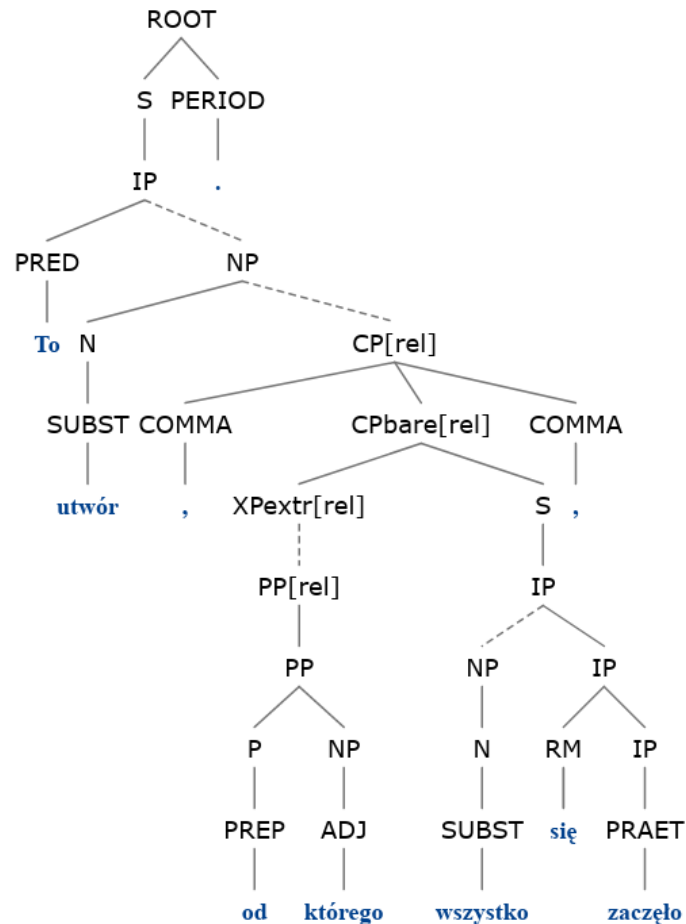 ROOT
S PERIOD
IP .
PRED NP
To N CP[rel]
SUBST COMMA CPbare[rel] COMMA
utwór , XPextr[rel] S ,
PP[rel] IP
PP NP IP
P NP N RM IP
PREP ADJ SUBST się PRAET
od którego wszystko zaczęło